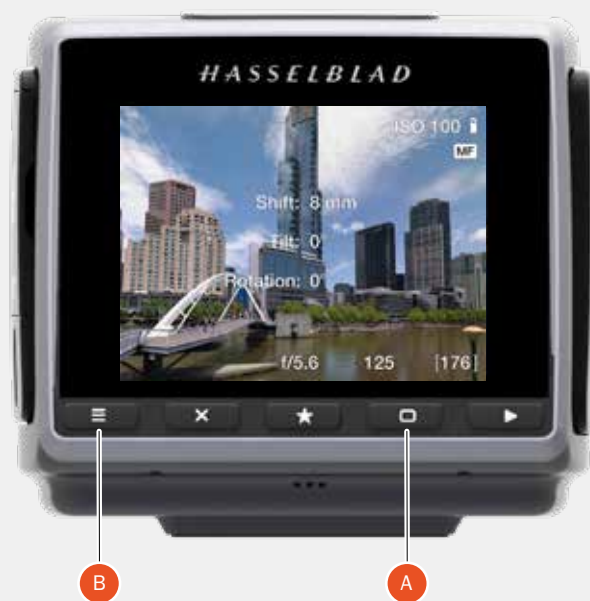 HASSELBLAD
ISO 100
MF
Shift: 8 mm
Tilt: 0°
Rotation: 0°
f/5.6 125 [176]
B A